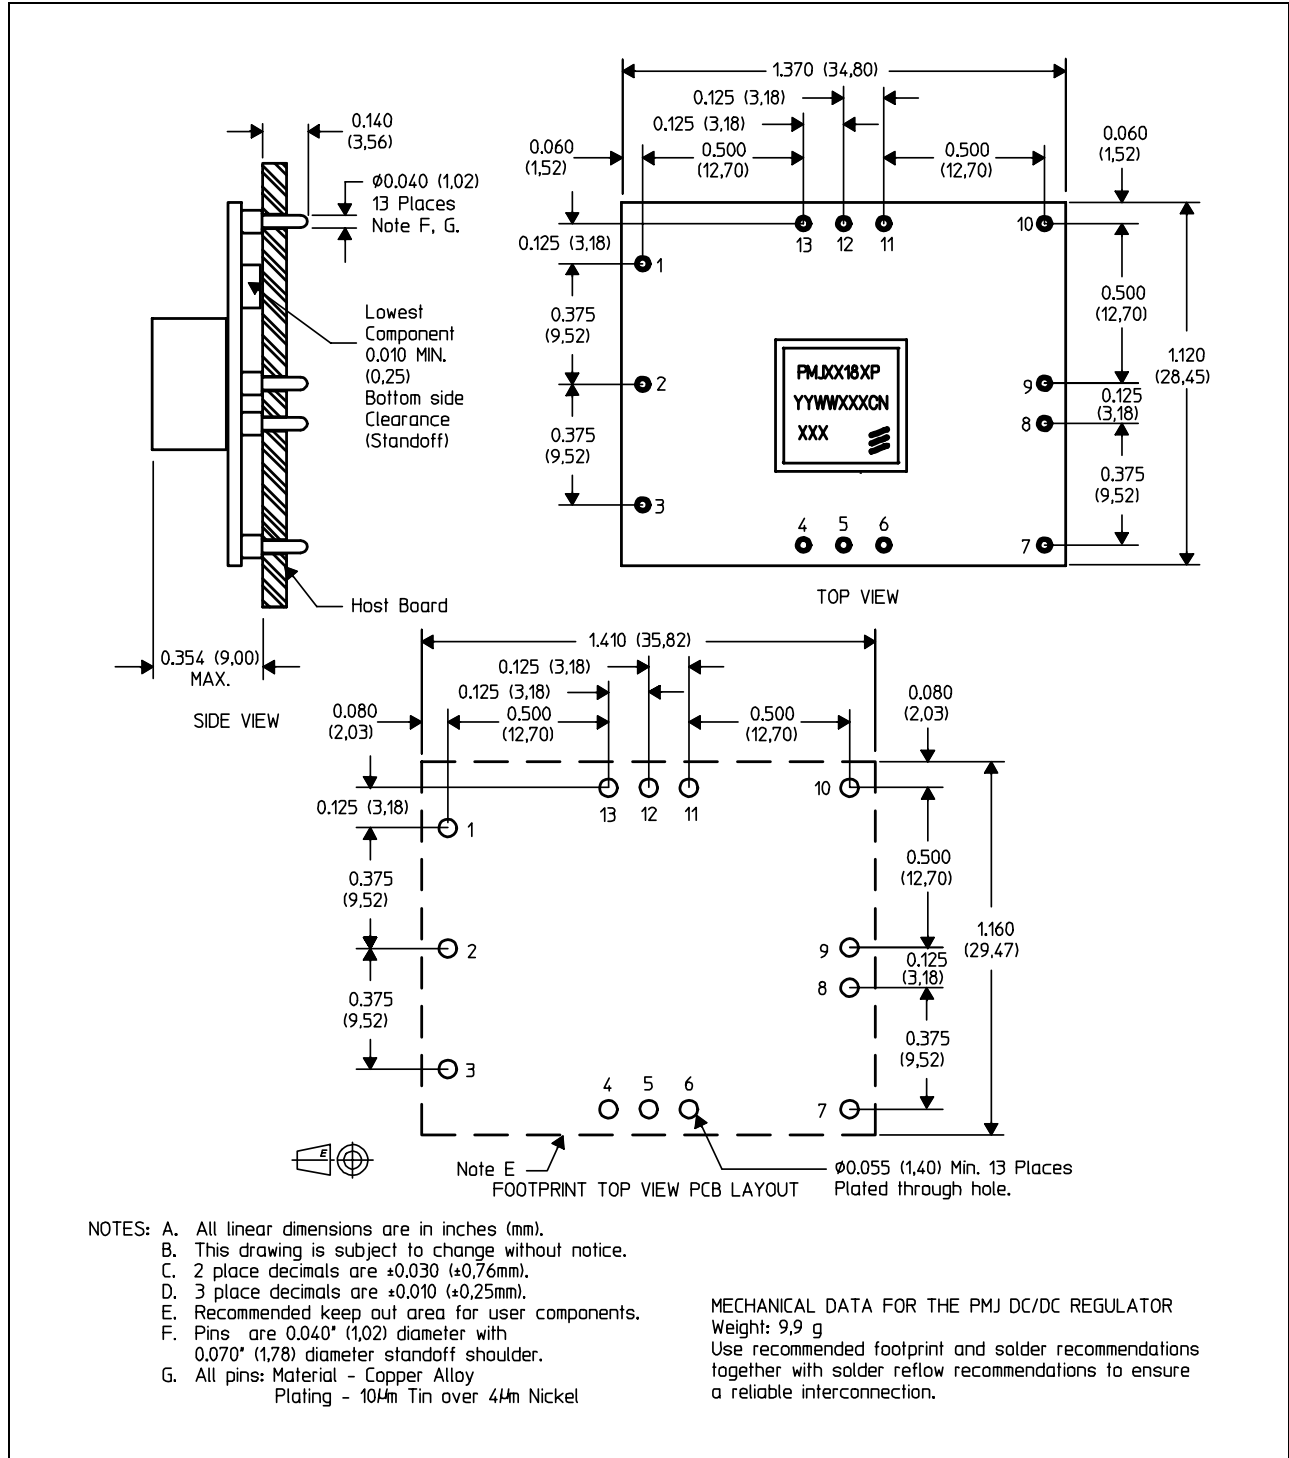 1.370 (34,80)
0.125 (3,18)
0.125 (3,18)
0.060
(1,52)
0.500
(12,70)
0.500
(12,70)
0.060
(1,52)
0.140
(3,56)
Ø0.040 (1,02)
13 Places
Note F, G.
0.125 (3,18)
13
12
11
10
1
0.375
(9,52)
0.500
(12,70)
Lowest
Component
0.010 MIN.
(0,25)
Bottom side
Clearance
(Standoff)
1.120
(28,45)
PMJXX18XP
YYWWXXXCN
XXX
2
9
0.125
(3,18)
8
0.375
(9,52)
0.375
(9,52)
3
4
5
6
7
TOP VIEW
Host Board
0.354 (9,00)
MAX.
SIDE VIEW
1.410 (35,82)
0.125 (3,18)
0.125 (3,18)
0.080
(2,03)
0.500
(12,70)
0.500
(12,70)
0.080
(2,03)
0.125 (3,18)
13
12
11
10
1
0.375
(9,52)
0.500
(12,70)
1.160
(29,47)
2
9
0.125
(3,18)
8
0.375
(9,52)
0.375
(9,52)
3
4
5
6
7
E
Note E
Ø0.055 (1,40) Min. 13 Places
Plated through hole.
FOOTPRINT TOP VIEW PCB LAYOUT
NOTES: A. All linear dimensions are in inches (mm).
B. This drawing is subject to change without notice.
C. 2 place decimals are ±0.030 (±0,76mm).
D. 3 place decimals are ±0.010 (±0,25mm).
E. Recommended keep out area for user components.
F. Pins are 0.040" (1,02) diameter with
0.070" (1,78) diameter standoff shoulder.
G. All pins: Material - Copper Alloy
Plating - 10µm Tin over 4µm Nickel
MECHANICAL DATA FOR THE PMJ DC/DC REGULATOR
Weight: 9,9 g
Use recommended footprint and solder recommendations
together with solder reflow recommendations to ensure
a reliable interconnection.